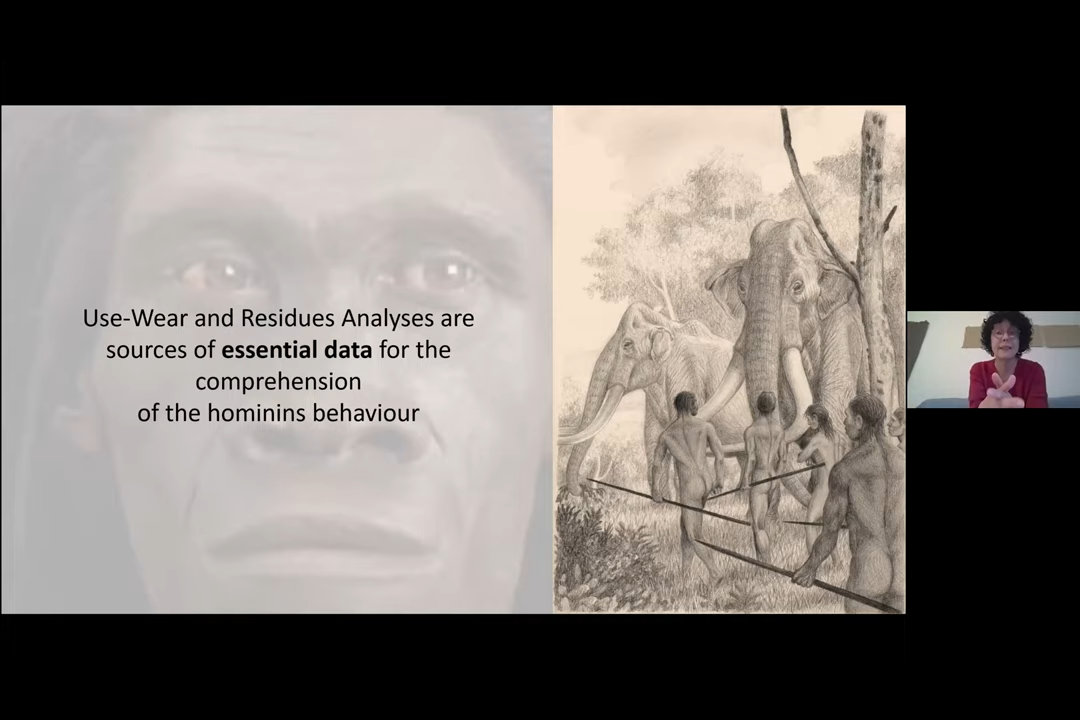 Use-Wear and Residues Analyses are
sources of essential data for the
comprehension
of the hominins behaviour